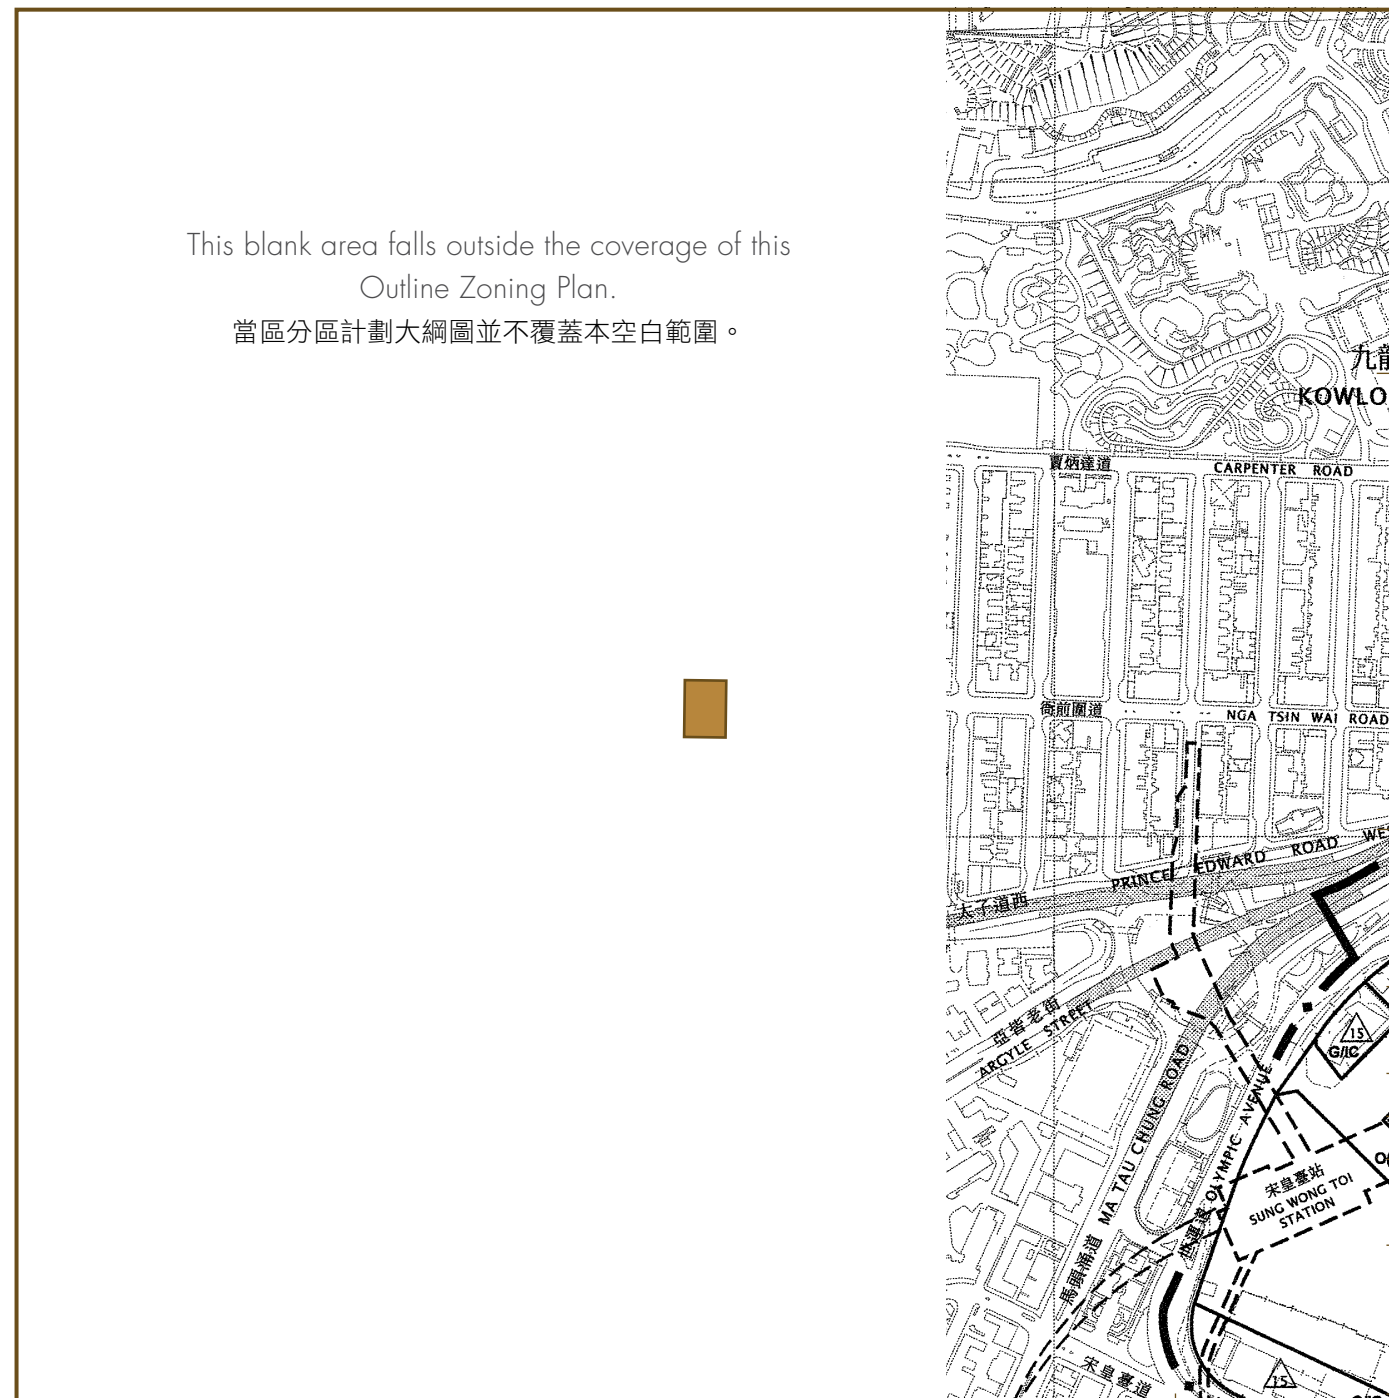 This blank area falls outside the coverage of this
Outline Zoning Plan.
當區分區計劃大綱圖並不覆蓋本空白範圍。
九龍
KOWLO
賈炳達道
CARPENTER ROAD
衙前圍道
NGA TSIN WAI ROAD
PRINCE EDWARD ROAD WE
太子道西
亞皆老街
ARGYLE STREET
15
G/IC
馬頭涌道 MA TAU CHUNG ROAD
世運道 OLYMPIC AVENUE
宋皇臺站
SUNG WONG TOI
STATION
宋皇臺道
15